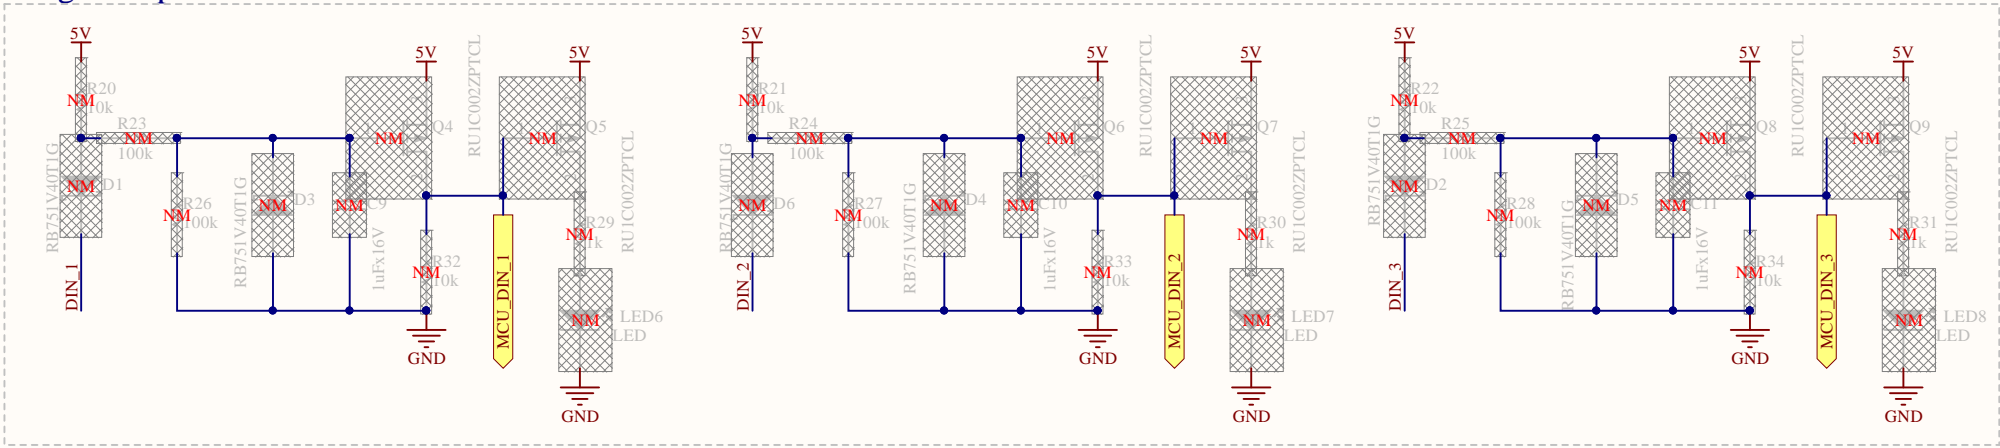 5V
R20
NM
10k
R23
NM
100k
RB751V40T1G
NM
D1
DIN_1
R26
NM
100k
RB751V40T1G
NM
D3
NM
C9
1uFx16V
5V
NM
Q4
RU1C002ZPTCL
R32
NM
10k
GND
MCU_DIN_1
5V
NM
Q5
RU1C002ZPTCL
R29
NM
1k
LED6
NM
LED
GND
5V
R21
NM
10k
R24
NM
100k
RB751V40T1G
NM
D6
DIN_2
R27
NM
100k
RB751V40T1G
NM
D4
NM
C10
1uFx16V
5V
NM
Q6
RU1C002ZPTCL
R33
NM
10k
GND
MCU_DIN_2
5V
NM
Q7
RU1C002ZPTCL
R30
NM
1k
LED7
NM
LED
GND
5V
R22
NM
10k
R25
NM
100k
RB751V40T1G
NM
D2
DIN_3
R28
NM
100k
RB751V40T1G
NM
D5
NM
C11
1uFx16V
5V
NM
Q8
RU1C002ZPTCL
R34
NM
10k
GND
MCU_DIN_3
5V
NM
Q9
RU1C002ZPTCL
R31
NM
1k
LED8
NM
LED
GND